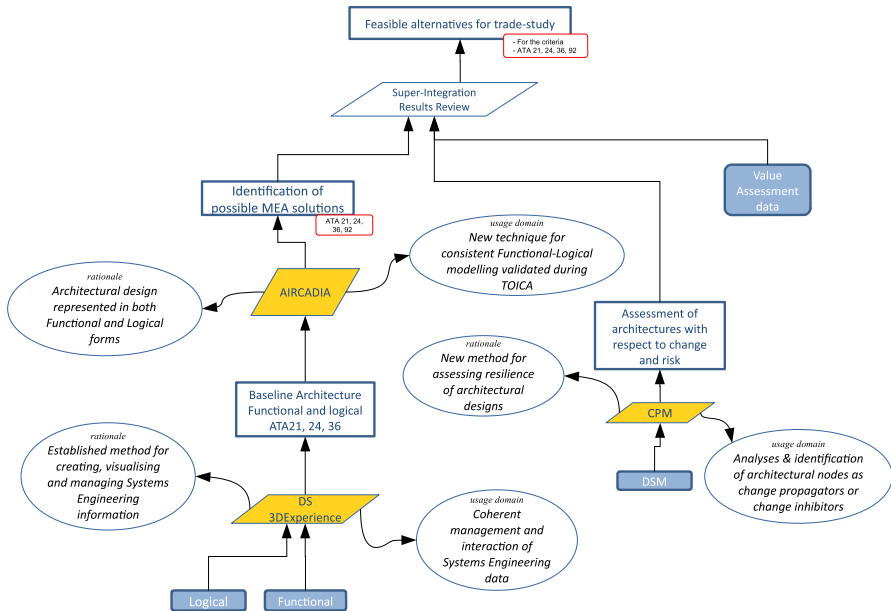 Feasible alternatives for trade-study
- For the criteria
- ATA 21, 24, 36, 92
Super-Integration
Results Review
Value
Assessment
data
Identification of
possible MEA solutions
ATA 21, 24,
36, 92
usage domain
New technique for
consistent Functional-Logical
modelling validated during
TOICA
rationale
Architectural design
represented in both
Functional and Logical
forms
AIRCADIA
Assessment of
architectures with
respect to change
and risk
rationale
New method for
assessing resilience
of architectural
designs
Baseline Architecture
Functional and logical
ATA21, 24, 36
CPM
rationale
Established method for
creating, visualising
and managing Systems
Engineering
information
usage domain
Analyses & identification
of architectural nodes as
change propagators or
change inhibitors
DSM
DS
3DExperience
usage domain
Coherent
management and
interaction of
Systems Engineering
data
Logical
Functional